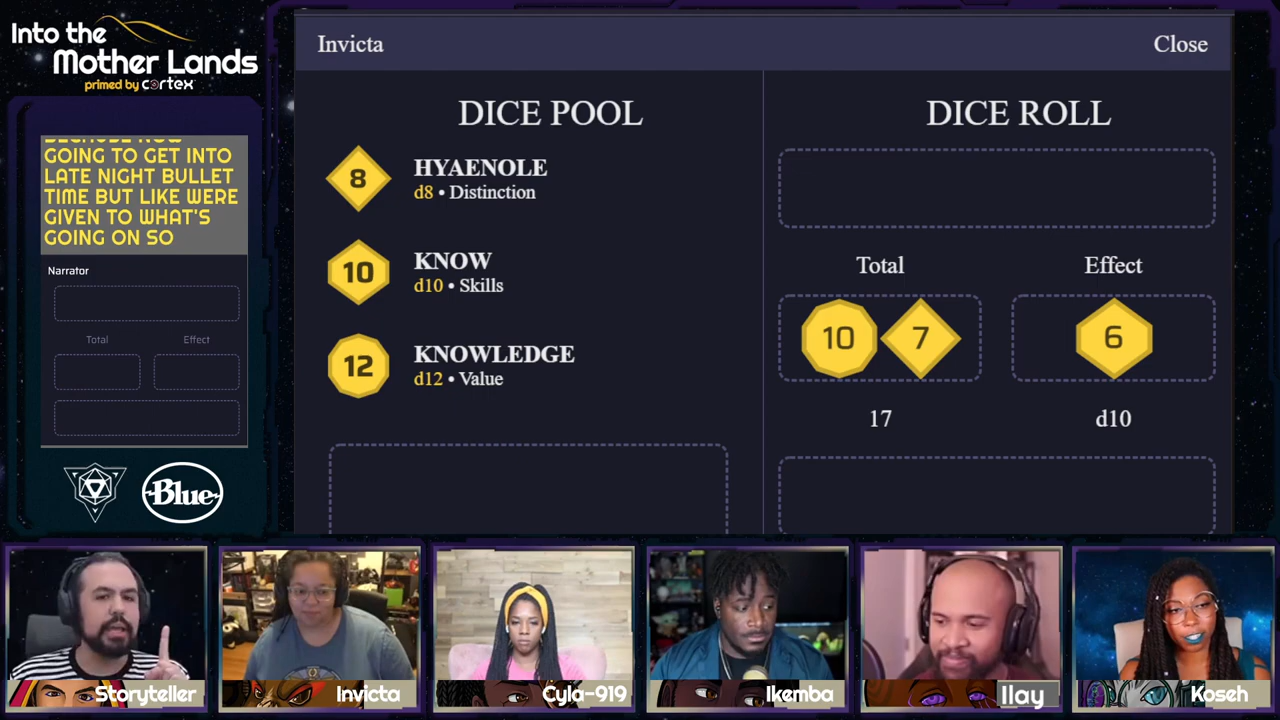 Into the
Mother Lands
primed by cortex
GOING TO GET INTO
LATE NIGHT BULLET
TIME BUT LIKE WERE
GIVEN TO WHAT'S
GOING ON SO
Narrator
Total Effect
Blue
Invicta Close
DICE POOL
8 HYAENOLE
d8 • Distinction
10 KNOW
d10 • Skills
12 KNOWLEDGE
d12 • Value
DICE ROLL
Total Effect
10 7 6
17 d10
Storyteller
Invicta
Cyla-919
Ikemba
Ilay
Koseh